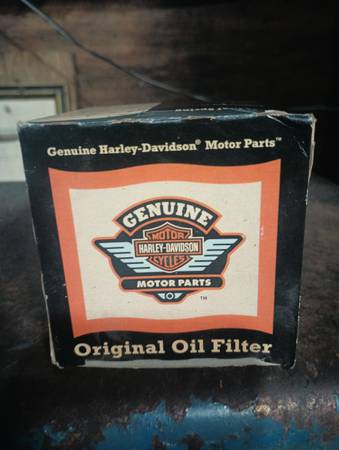 Genuine Harley-Davidson® Motor Parts™
GENUINE
MOTOR
HARLEY-DAVIDSON
CYCLES
MOTOR PARTS
TM
Original Oil Filter